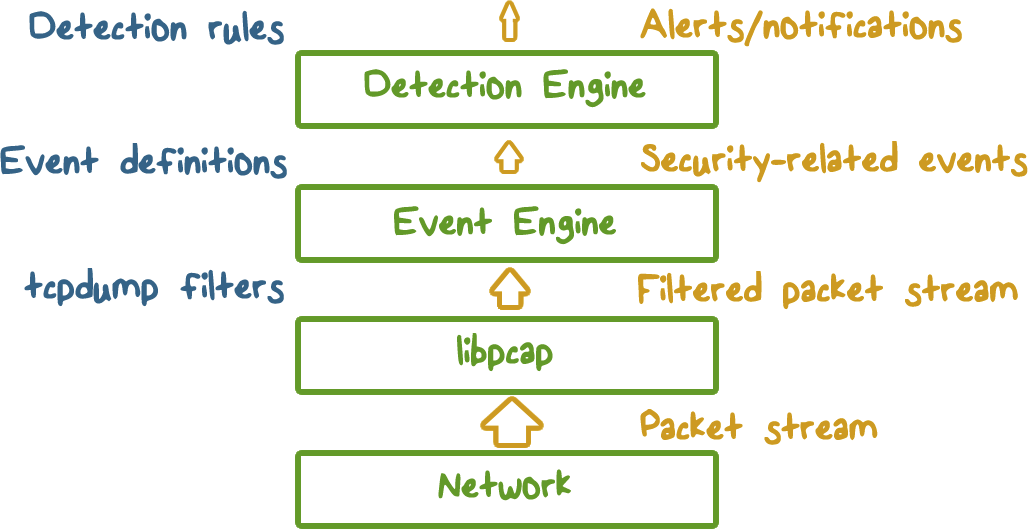 Detection rules
Alerts/notifications
Detection Engine
Event definitions
Security-related events
Event Engine
tcpdump filters
Filtered packet stream
libpcap
Packet stream
Network